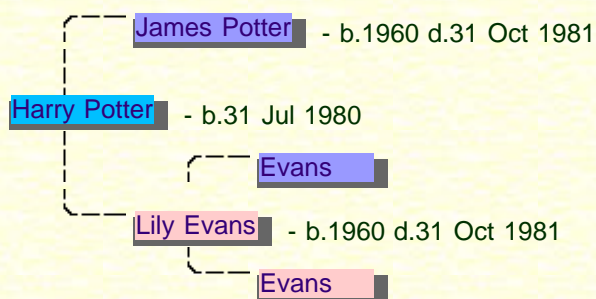 James Potter - b.1960 d.31 Oct 1981
Harry Potter - b.31 Jul 1980
Evans
Lily Evans - b.1960 d.31 Oct 1981
Evans